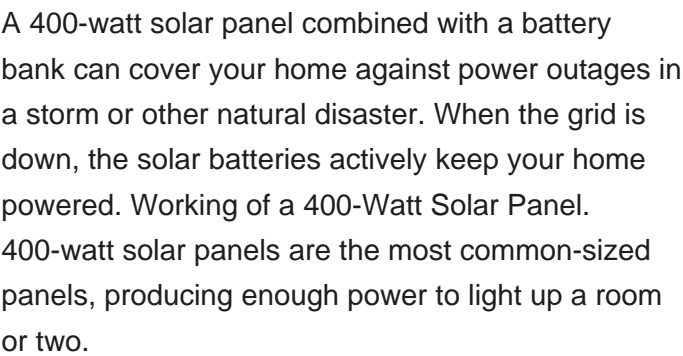 A 400-watt solar panel combined with a battery
bank can cover your home against power outages in
a storm or other natural disaster. When the grid is
down, the solar batteries actively keep your home
powered. Working of a 400-Watt Solar Panel.
400-watt solar panels are the most common-sized
panels, producing enough power to light up a room
or two.